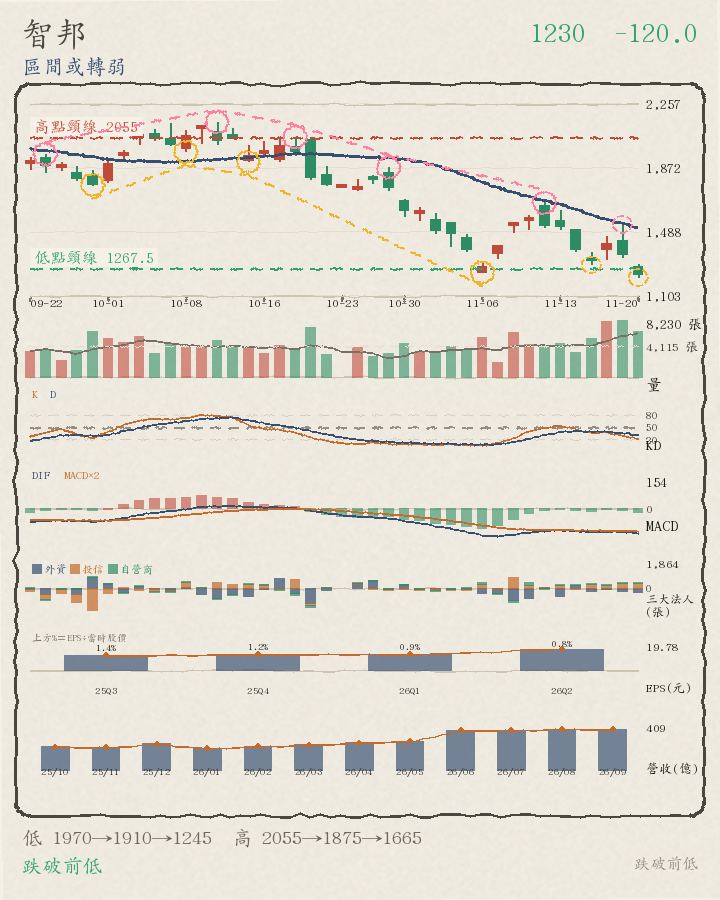 智邦
1230 -120.0
區間或轉弱
2,257
高點頸線 2055
1,872
1,488
低點頸線 1267.5
1,103
09-22 10-01 10-08 10-16 10-23 10-30 11-06 11-13 11-20
8,230 張
4,115 張
量
K D
80
50
20
KD
DIF MACD×2
154
0
MACD
外資 投信 自營商
1,864
0
三大法人
(張)
上方%=EPS÷當時股價
1.4% 1.2% 0.9% 0.8%
19.78
25Q3 25Q4 26Q1 26Q2
EPS(元)
409
25/10 25/11 25/12 26/01 26/02 26/03 26/04 26/05 26/06 26/07 26/08 26/09
營收(億)
低 1970→1910→1245 高 2055→1875→1665
跌破前低
跌破前低